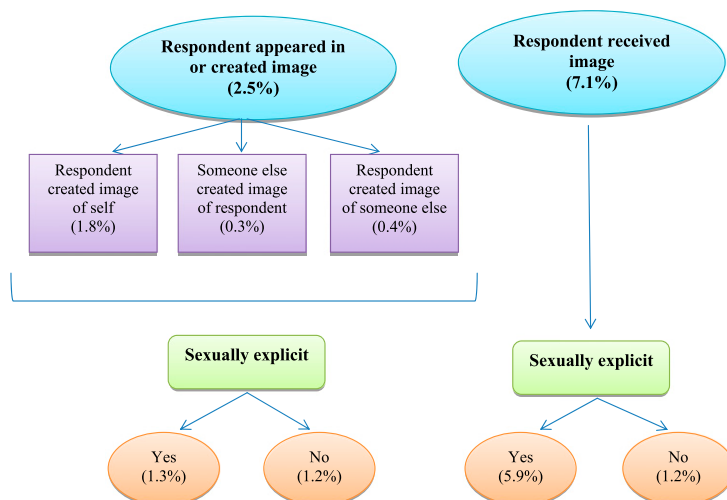 Respondent appeared in
or created image
(2.5%)
Respondent received
image
(7.1%)
Respondent
created image
of self
(1.8%)
Someone else
created image
of respondent
(0.3%)
Respondent
created image
of someone else
(0.4%)
Sexually explicit
Sexually explicit
Yes
(1.3%)
No
(1.2%)
Yes
(5.9%)
No
(1.2%)